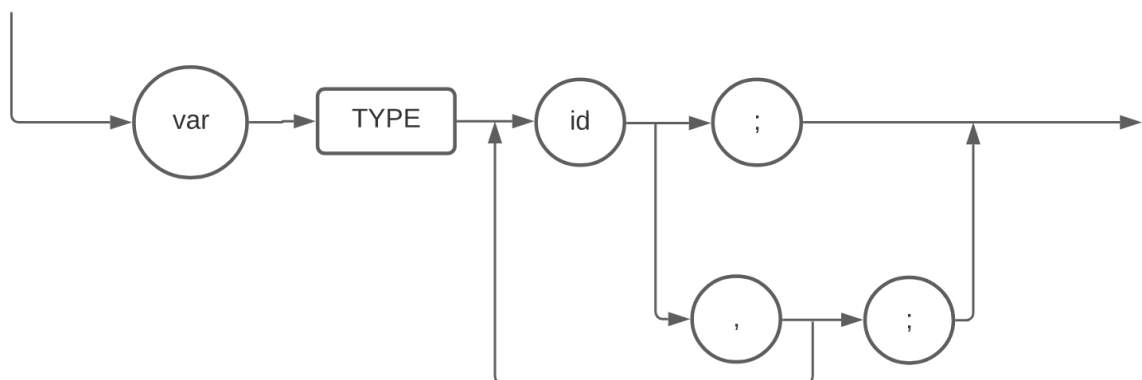 var
TYPE
id
;
,
;